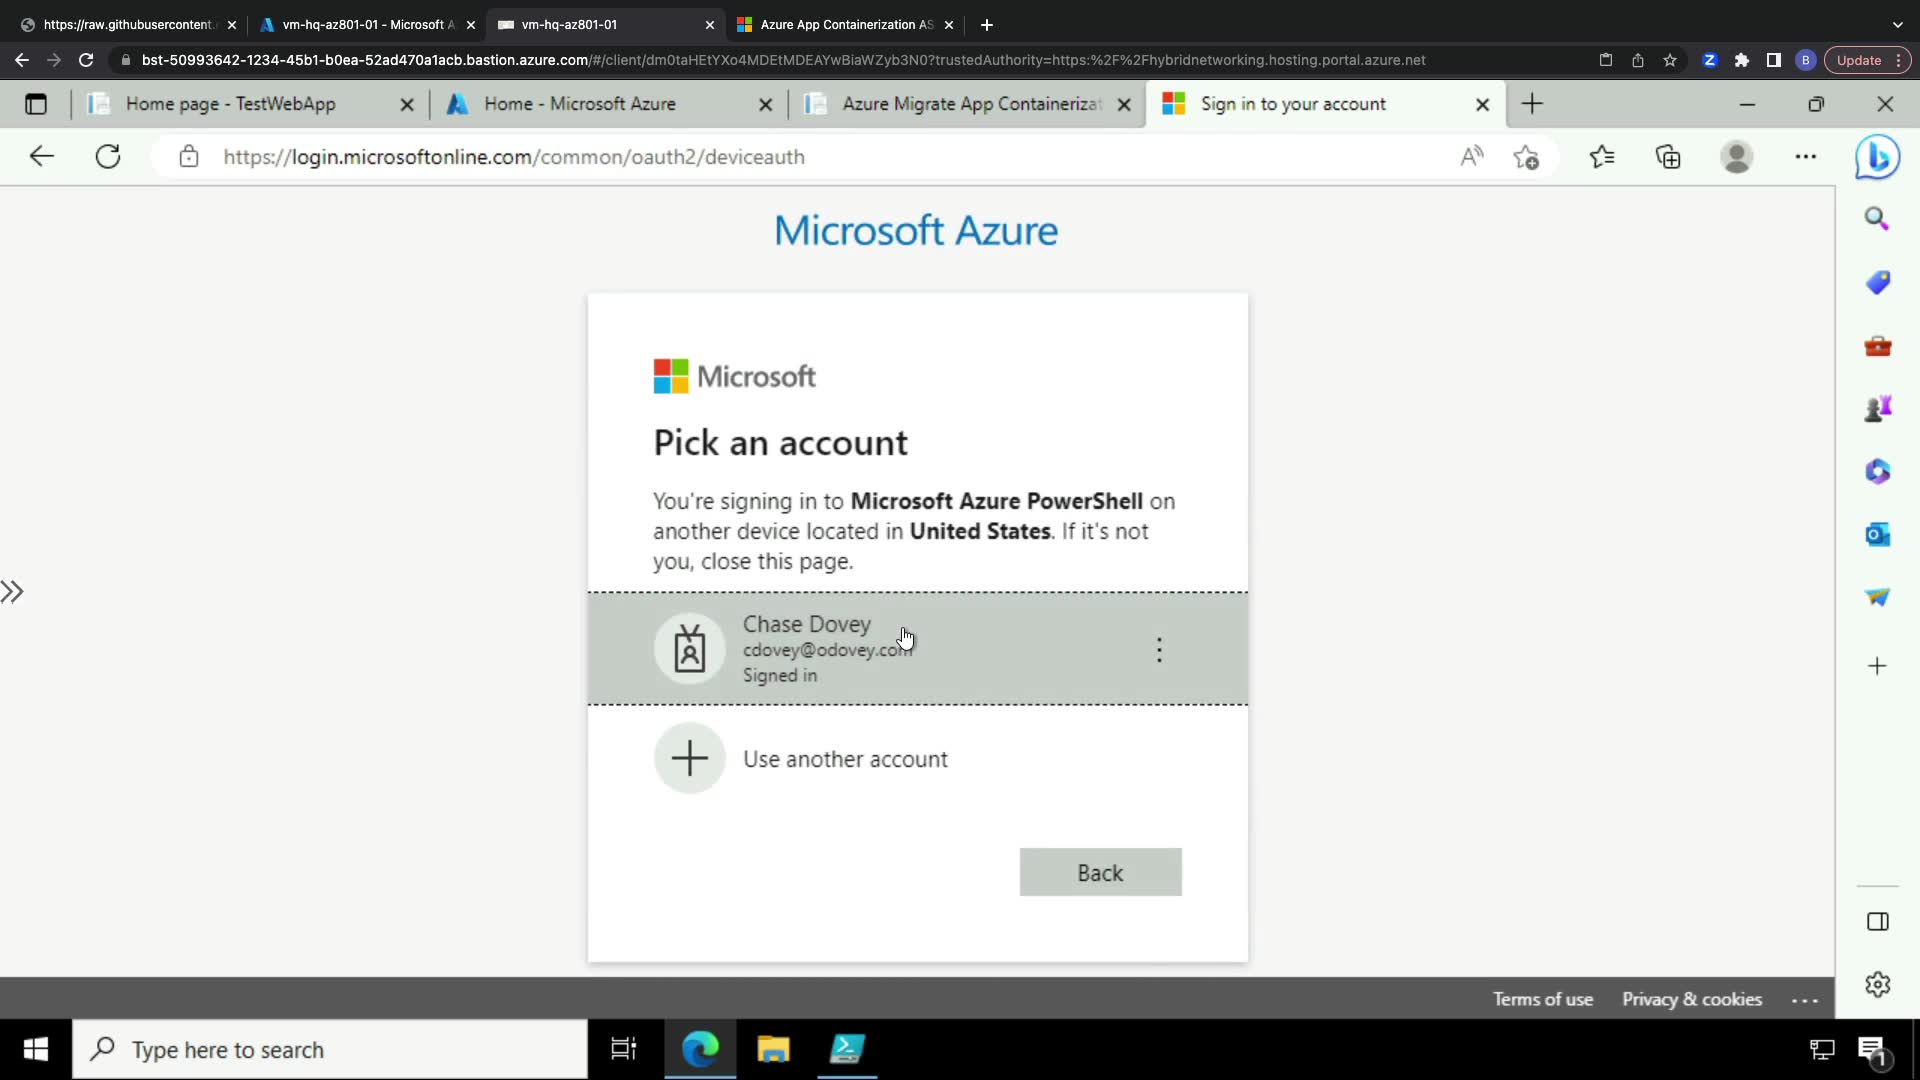 https://raw.githubusercontent.
vm-hq-az801-01 - Microsoft A
vm-hq-az801-01
Azure App Containerization AS
bst-50993642-1234-45b1-b0ea-52ad470a1acb.bastion.azure.com/#/client/dm0taHEtYXo4MDEtMDEAYwBiaWZyb3N0?trustedAuthority=https:%2F%2Fhybridnetworking.hosting.portal.azure.net
B
Update
Home page - TestWebApp
Home - Microsoft Azure
Azure Migrate App Containerizat
Sign in to your account
https://login.microsoftonline.com/common/oauth2/deviceauth
Microsoft Azure
Microsoft
Pick an account
You're signing in to Microsoft Azure PowerShell on
another device located in United States. If it's not
you, close this page.
Chase Dovey
cdovey@odovey.com
Signed in
Use another account
Back
Terms of use
Privacy & cookies
Type here to search
1